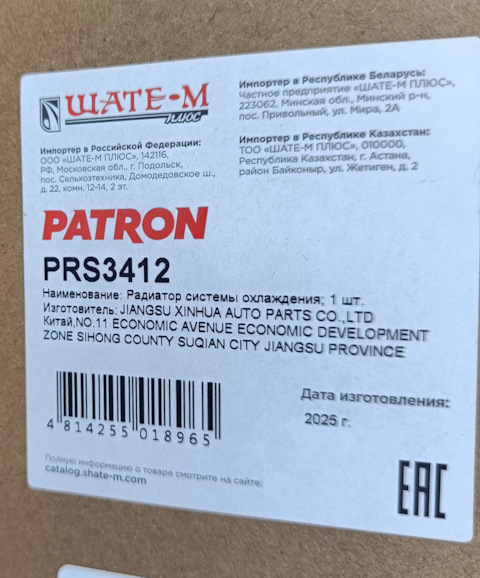 ШАТЕ-М
ПЛЮС
Импортер в Российской Федерации:
ООО «ШАТЕ-М ПЛЮС», 142116,
РФ, Московская обл., г. Подольск,
пос. Сельхозтехника, Домодедовское ш.,
д. 22, комн. 12-14, 2 эт.
Импортер в Республике Беларусь:
Частное предприятие «ШАТЕ-М ПЛЮС»,
223062, Минская обл., Минский р-н,
пос. Привольный, ул. Мира, 2А
Импортер в Республике Казахстан:
ТОО «ШАТЕ-М ПЛЮС», 010000,
Республика Казахстан, г. Астана,
район Байконыр, ул. Жетиген, д. 2
PATRON
PRS3412
Наименование: Радиатор системы охлаждения; 1 шт.
Изготовитель: JIANGSU XINHUA AUTO PARTS CO.,LTD
Китай,NO.11 ECONOMIC AVENUE ECONOMIC DEVELOPMENT
ZONE SIHONG COUNTY SUQIAN CITY JIANGSU PROVINCE
4 814255 018965
Дата изготовления:
2025 г.
Полную информацию о товаре смотрите на сайте:
catalog.shate-m.com
EAC